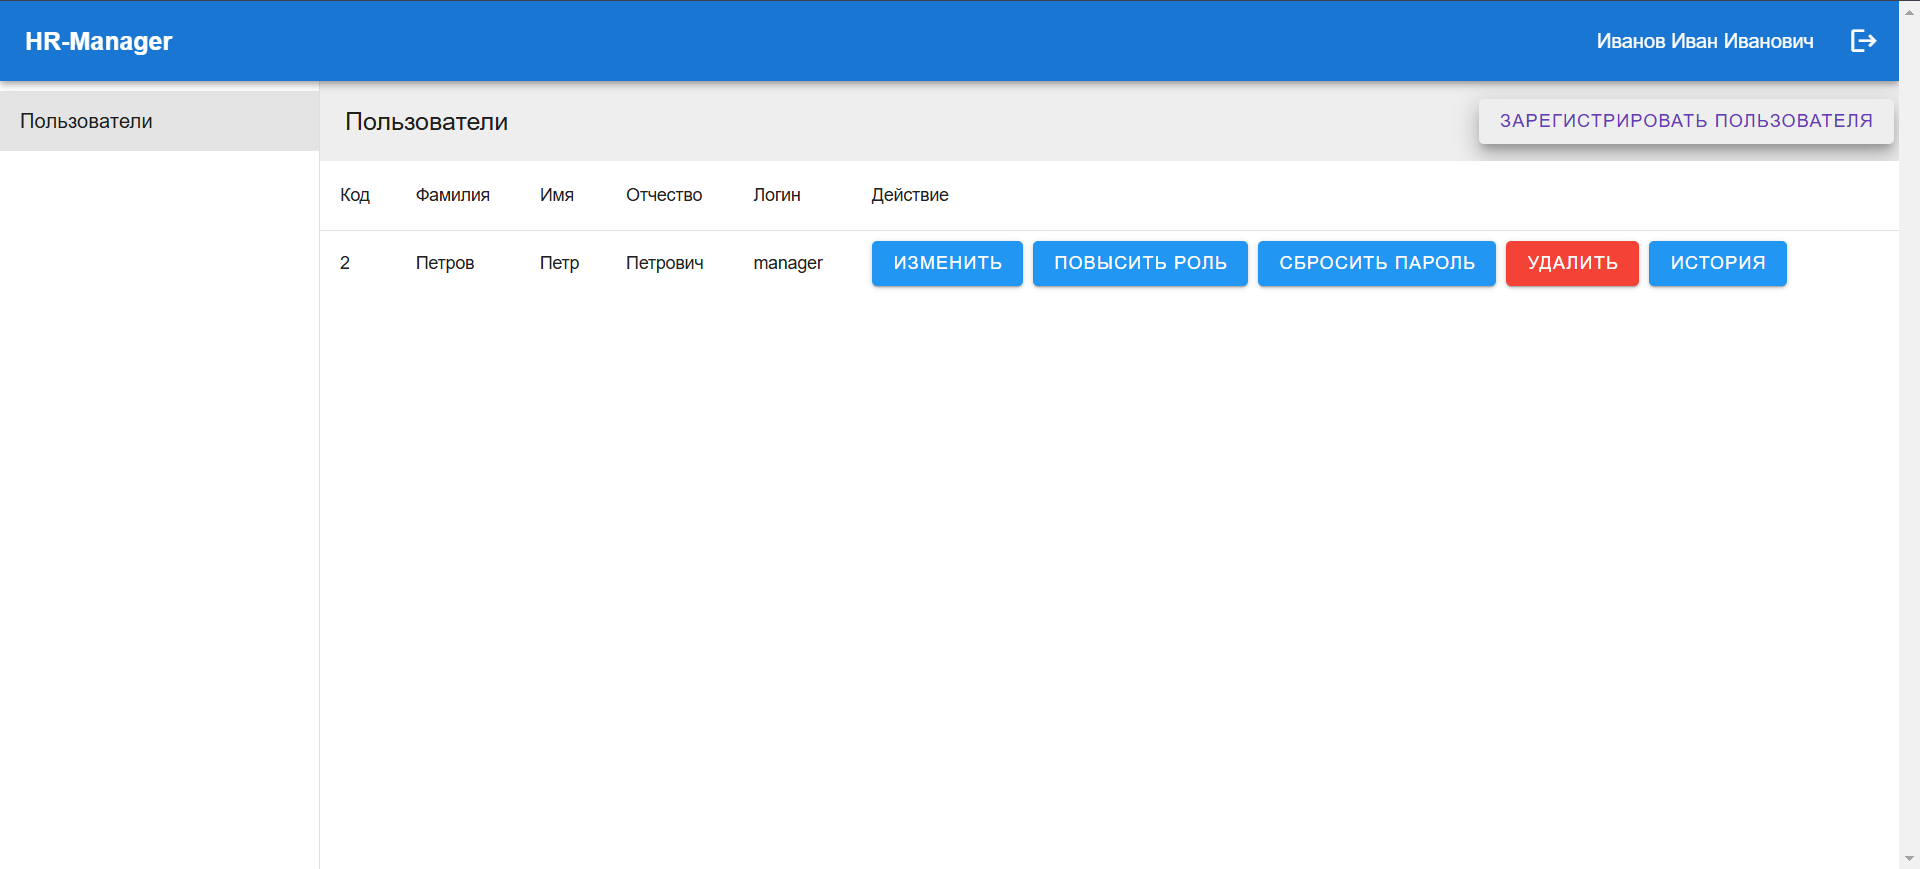 HR-Manager
Иванов Иван Иванович
Пользователи
Пользователи
ЗАРЕГИСТРИРОВАТЬ ПОЛЬЗОВАТЕЛЯ
Код Фамилия Имя Отчество Логин Действие
2 Петров Петр Петрович manager ИЗМЕНИТЬ ПОВЫСИТЬ РОЛЬ СБРОСИТЬ ПАРОЛЬ УДАЛИТЬ ИСТОРИЯ